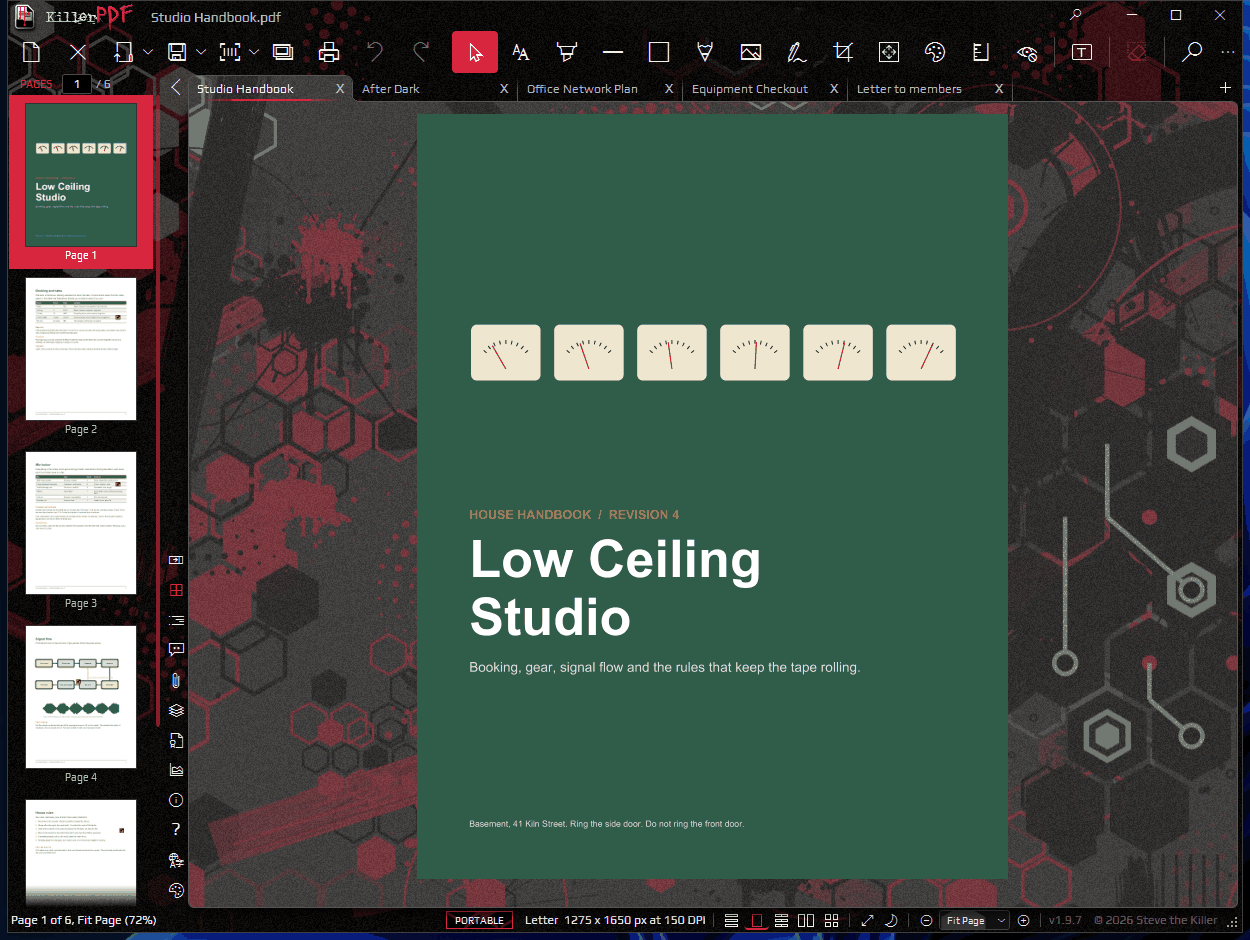 KillerPDF
Studio Handbook.pdf
PAGES 1 / 6
Studio Handbook X
After Dark X
Office Network Plan X
Equipment Checkout X
Letter to members X
Low Ceiling
Studio
Page 1
Page 2
Page 3
Page 4
HOUSE HANDBOOK / REVISION 4
Low Ceiling
Studio
Booking, gear, signal flow and the rules that keep the tape rolling.
Basement, 41 Kiln Street. Ring the side door. Do not ring the front door.
Page 1 of 6, Fit Page (72%)
PORTABLE
Letter 1275 x 1650 px at 150 DPI
Fit Page
v1.9.7
© 2026 Steve the Killer